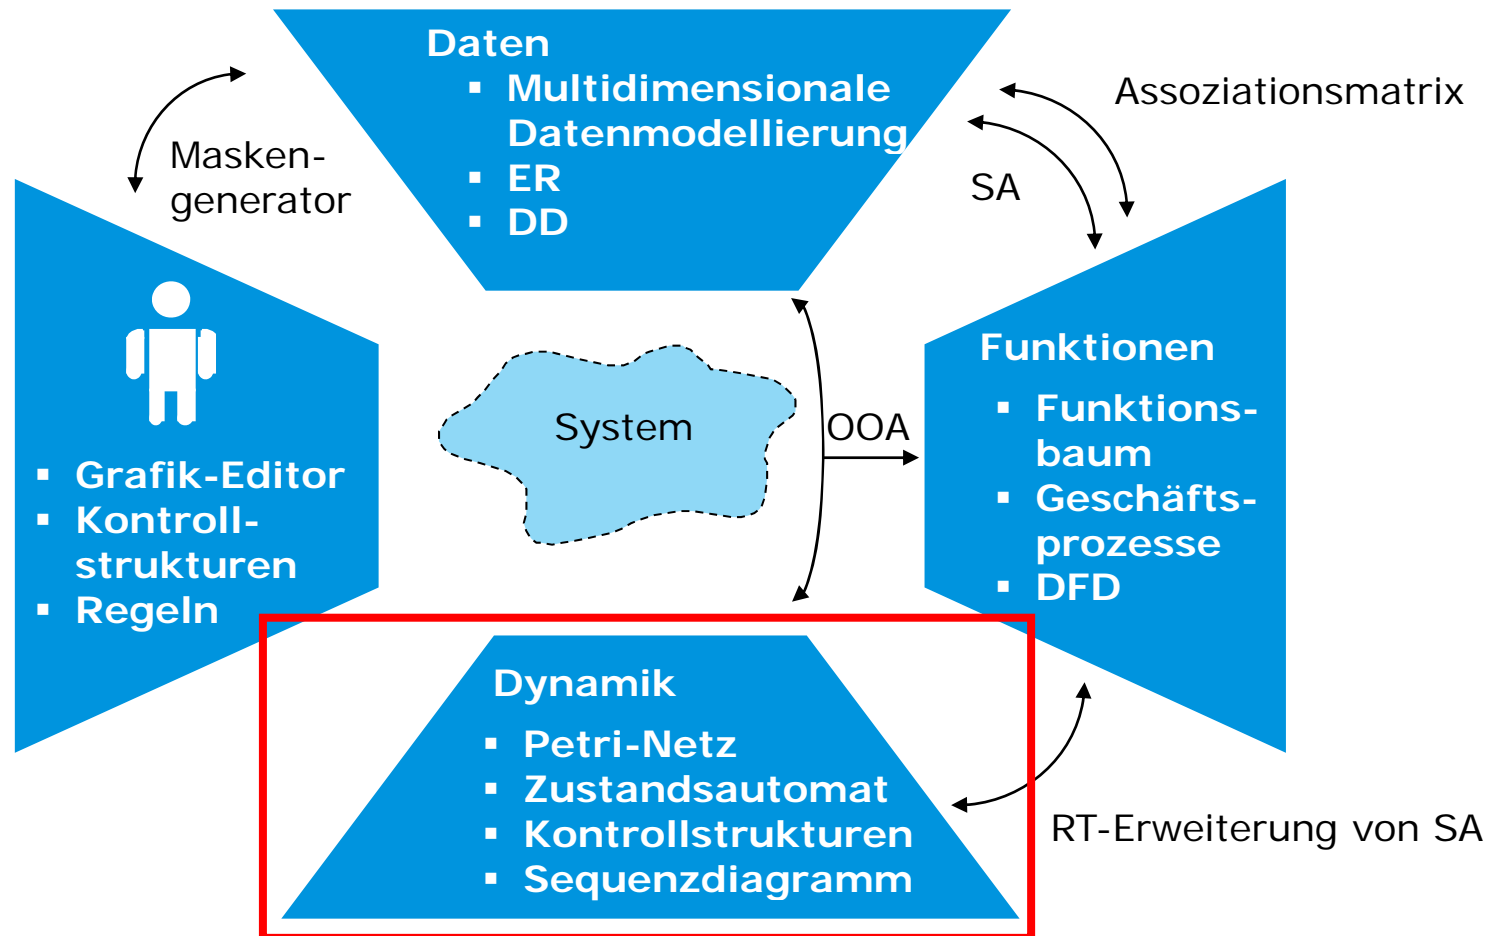 Daten
▪ Multidimensionale
Datenmodellierung
▪ ER
▪ DD
Assoziationsmatrix
SA
Masken-
generator
▪ Grafik-Editor
▪ Kontroll-
strukturen
▪ Regeln
System
OOA
Funktionen
▪ Funktions-
baum
▪ Geschäfts-
prozesse
▪ DFD
Dynamik
▪ Petri-Netz
▪ Zustandsautomat
▪ Kontrollstrukturen
▪ Sequenzdiagramm
RT-Erweiterung von SA